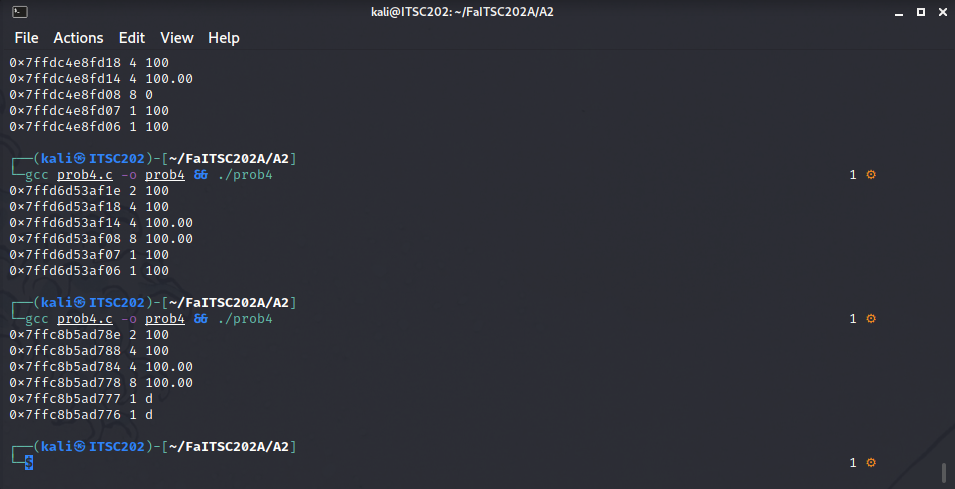 kali@ITSC202: ~/FaITSC202A/A2
File Actions Edit View Help
0×7ffdc4e8fd18 4 100
0×7ffdc4e8fd14 4 100.00
0×7ffdc4e8fd08 8 0
0×7ffdc4e8fd07 1 100
0×7ffdc4e8fd06 1 100
┌──(kali㉿ITSC202)-[~/FaITSC202A/A2]
└─gcc prob4.c -o prob4 && ./prob4 1 ⚙
0×7ffd6d53af1e 2 100
0×7ffd6d53af18 4 100
0×7ffd6d53af14 4 100.00
0×7ffd6d53af08 8 100.00
0×7ffd6d53af07 1 100
0×7ffd6d53af06 1 100
┌──(kali㉿ITSC202)-[~/FaITSC202A/A2]
└─gcc prob4.c -o prob4 && ./prob4 1 ⚙
0×7ffc8b5ad78e 2 100
0×7ffc8b5ad788 4 100
0×7ffc8b5ad784 4 100.00
0×7ffc8b5ad778 8 100.00
0×7ffc8b5ad777 1 d
0×7ffc8b5ad776 1 d
┌──(kali㉿ITSC202)-[~/FaITSC202A/A2]
└─$ 1 ⚙